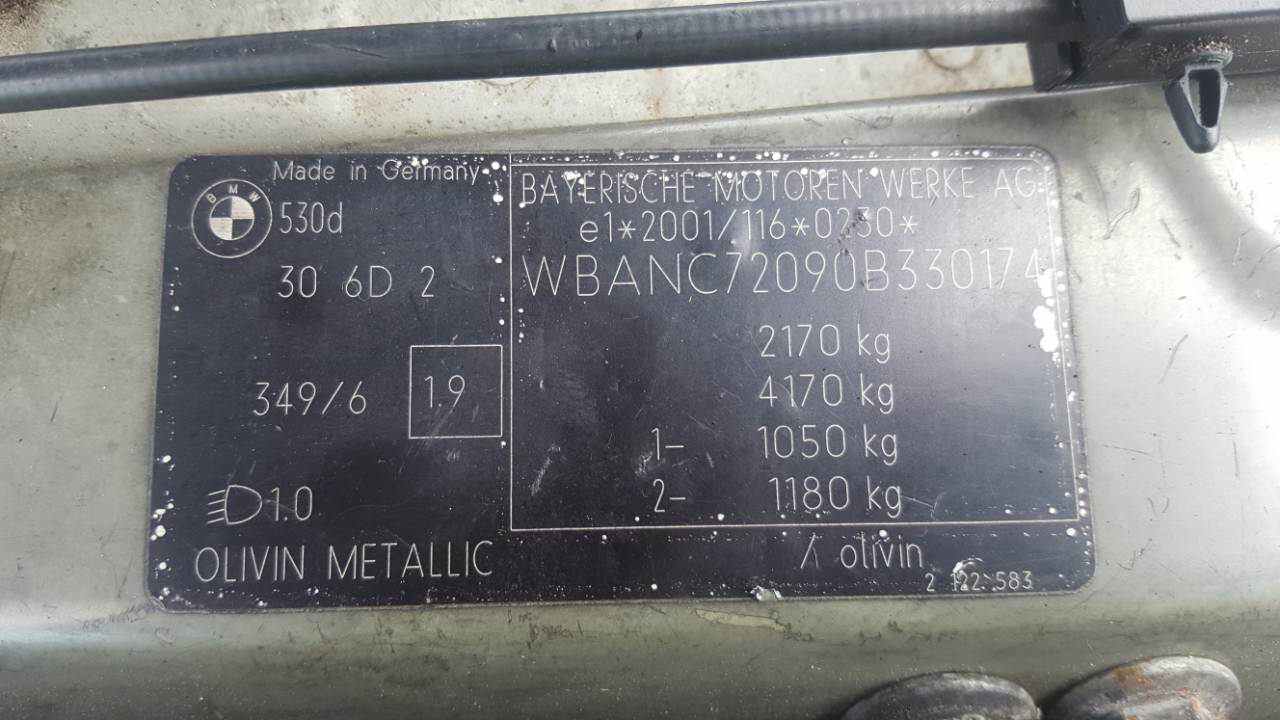 Made in Germany
BMW
530d
30 6D 2
349/6
1.9
1.0
OLIVIN METALLIC
BAYERISCHE MOTOREN WERKE AG
e1*2001/116*0230*
WBANC72090B330174
2170 kg
4170 kg
1- 1050 kg
2- 1180 kg
olivin
2 122 583